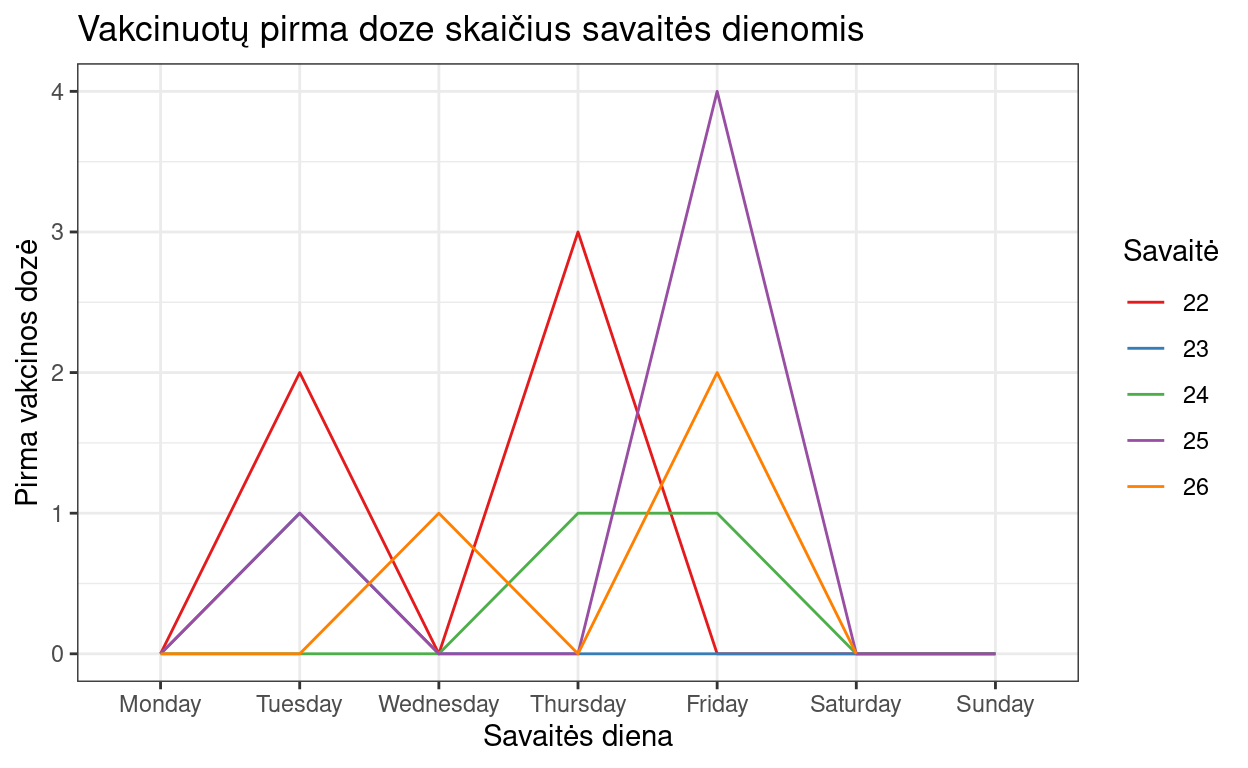 Vakcinuotų pirma doze skaičius savaitės dienomis
Pirma vakcinos dozė
4
3
2
1
0
Monday Tuesday Wednesday Thursday Friday Saturday Sunday
Savaitės diena
Savaitė
22
23
24
25
26